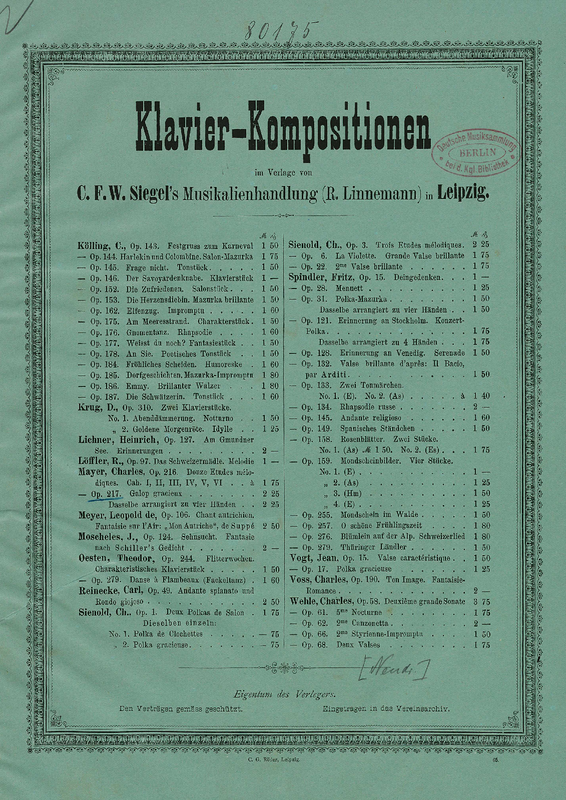 80175
Klavier-Kompositionen
im Verlage von
C. F. W. Siegel's Musikalienhandlung (R. Linnemann) in Leipzig.
Deutsche Musiksammlung
BERLIN
bei d. Kgl. Bibliothek
Kölling, C., Op. 143. Festgruss zum Karneval 1 50
— Op. 144. Harlekin und Colombine. Salon-Mazurka 1 75
— Op. 145. Frage nicht. Tonstück . . . . . 1 50
— Op. 146. Der Savoyardenknabe. Klavierstück 1 —
— Op. 152. Die Zufriedenen. Salonstück . . . 1 50
— Op. 153. Die Herzensdiebin. Mazurka brillante 1 50
— Op. 162. Elfenzug. Impromptu . . . . . 1 60
— Op. 175. Am Meeresstrand. Charakterstück . 1 50
— Op. 176. Gnomentanz. Rhapsodie . . . . 1 60
— Op. 177. Weisst du noch? Fantasiestück . . 1 50
— Op. 178. An Sie. Poetisches Tonstück . . . 1 50
— Op. 184. Fröhliches Scheiden. Humoreske . 1 60
— Op. 185. Dorfgeschichten, Mazurka-Impromptu 1 80
— Op. 186. Emmy. Brillanter Walzer . . . . 1 80
— Op. 187. Die Schwätzerin. Tonstück . . . 1 60
Krug, D., Op. 310. Zwei Klavierstücke.
No. 1. Abenddämmerung. Notturno . . . 1 50
„ 2. Goldene Morgenröte. Idylle . . . 1 25
Lichner, Heinrich, Op. 127. Am Gmundner
See. Erinnerungen . . . . . . . . 2 —
Löffler, R., Op. 97. Das Schweizermädle. Melodie 1 —
Mayer, Charles, Op. 216. Douze Etudes mélo-
diques. Cah. I, II, III, IV, V, VI . . . à 1 75
— Op. 217. Galop gracieux . . . . . . 2 25
Dasselbe arrangiert zu vier Händen . . . 2 25
Meyer, Leopold de, Op. 106. Chant autrichien.
Fantaisie sur l'Air: „Mon Autriche", de Suppé 2 50
Moscheles, J., Op. 124. Sehnsucht. Fantasie
nach Schiller's Gedicht . . . . . . . 2 —
Oesten, Theodor, Op. 244. Flitterwochen.
Charakteristisches Klavierstück . . . . . 1 50
— Op. 279. Danse à Flambeaux (Fackeltanz) . 1 60
Reinecke, Carl, Op. 49. Andante splanato und
Rondo giojoso . . . . . . . . . 2 50
Sienold, Ch., Op. 1. Deux Polkas de Salon . 1 75
Dieselben einzeln:
No. 1. Polka de Clochettes . . . . . . — 75
„ 2. Polka gracieuse . . . . . . . — 75
Sienold, Ch., Op. 3. Trois Etudes mélodiques. 2 25
— Op. 6. La Violette. Grande Valse brillante 1 75
— Op. 22. 2me Valse brillante . . . . . 1 75
Spindler, Fritz, Op. 15. Deingedenken . . . 1 —
— Op. 28. Menuett . . . . . . . . 1 25
— Op. 31. Polka-Mazurka . . . . . . . 1 50
Dasselbe arrangiert zu vier Händen . . . 1 50
— Op. 121. Erinnerung an Stockholm. Konzert-
Polka . . . . . . . . . . . 1 75
Dasselbe arrangiert zu 4 Händen . . . . 1 75
— Op. 128. Erinnerung an Venedig. Serenade 1 50
— Op. 132. Valse brillante d'après: Il Bacio,
par Arditi . . . . . . . . . . 1 50
— Op. 133. Zwei Tonmärchen.
No. 1. (E.) No. 2. (As) . . . . . à 1 40
— Op. 134. Rhapsodie russe . . . . . . 2 —
— Op. 145. Andante religioso . . . . . . 1 60
— Op. 149. Spanisches Ständchen . . . . . 1 50
— Op. 158. Rosenblätter. Zwei Stücke.
No. 1. (As) ℳ 1 50. No. 2. (Es) . . . 1 75
— Op. 159. Mondscheinbilder. Vier Stücke.
No. 1. (E) . . . . . . . . . . 1 —
„ 2. (As) . . . . . . . . . . 1 25
„ 3. (Hm) . . . . . . . . . . 1 50
„ 4. (E) . . . . . . . . . . 1 25
— Op. 255. Mondschein im Walde . . . . . 1 50
— Op. 257. O schöne Frühlingszeit . . . . 1 80
— Op. 276. Blümlein auf der Alp. Schweizerlied 1 80
— Op. 279. Thüringer Ländler . . . . . . 1 50
Vogt, Jean, Op. 15. Valse caractéristique . . 1 50
— Op. 17. Polka gracieuse . . . . . . . 1 25
Voss, Charles, Op. 190. Ton Image. Fantaisie-
Romance . . . . . . . . . . . 2 —
Wehle, Charles, Op. 58. Deuxième grande Sonate 3 75
— Op. 61. 5me Nocturne . . . . . . . 1 75
— Op. 62. 2me Canzonetta . . . . . . . 2 —
— Op. 66. 2me Styrienne-Impromptu . . . . 1 50
— Op. 68. Deux Valses . . . . . . . . 1 75
Eigentum des Verlegers.
Den Verträgen gemäss geschützt. Eingetragen in das Vereinsarchiv.
C. G. Röder, Leipzig.